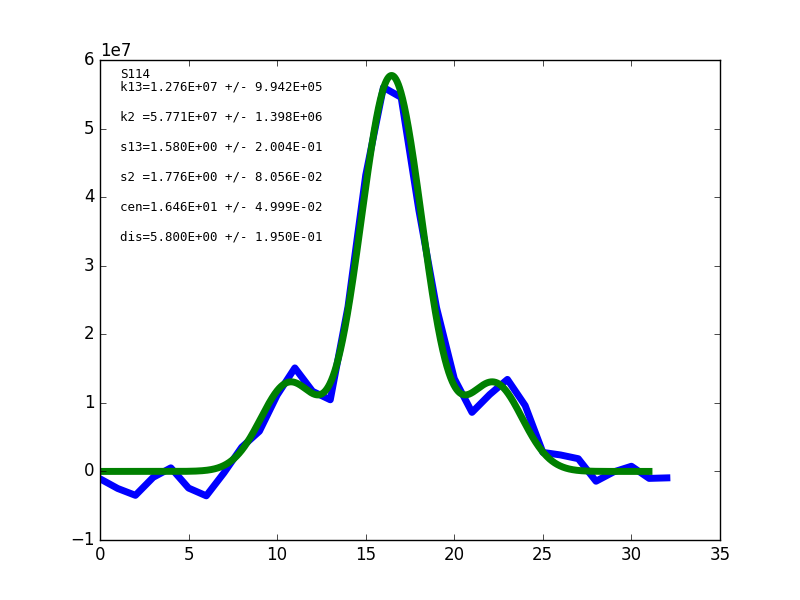 1e7
S114
k13=1.276E+07 +/- 9.942E+05
k2 =5.771E+07 +/- 1.398E+06
s13=1.580E+00 +/- 2.004E-01
s2 =1.776E+00 +/- 8.056E-02
cen=1.646E+01 +/- 4.999E-02
dis=5.800E+00 +/- 1.950E-01
6
5
4
3
2
1
0
−1
0 5 10 15 20 25 30 35